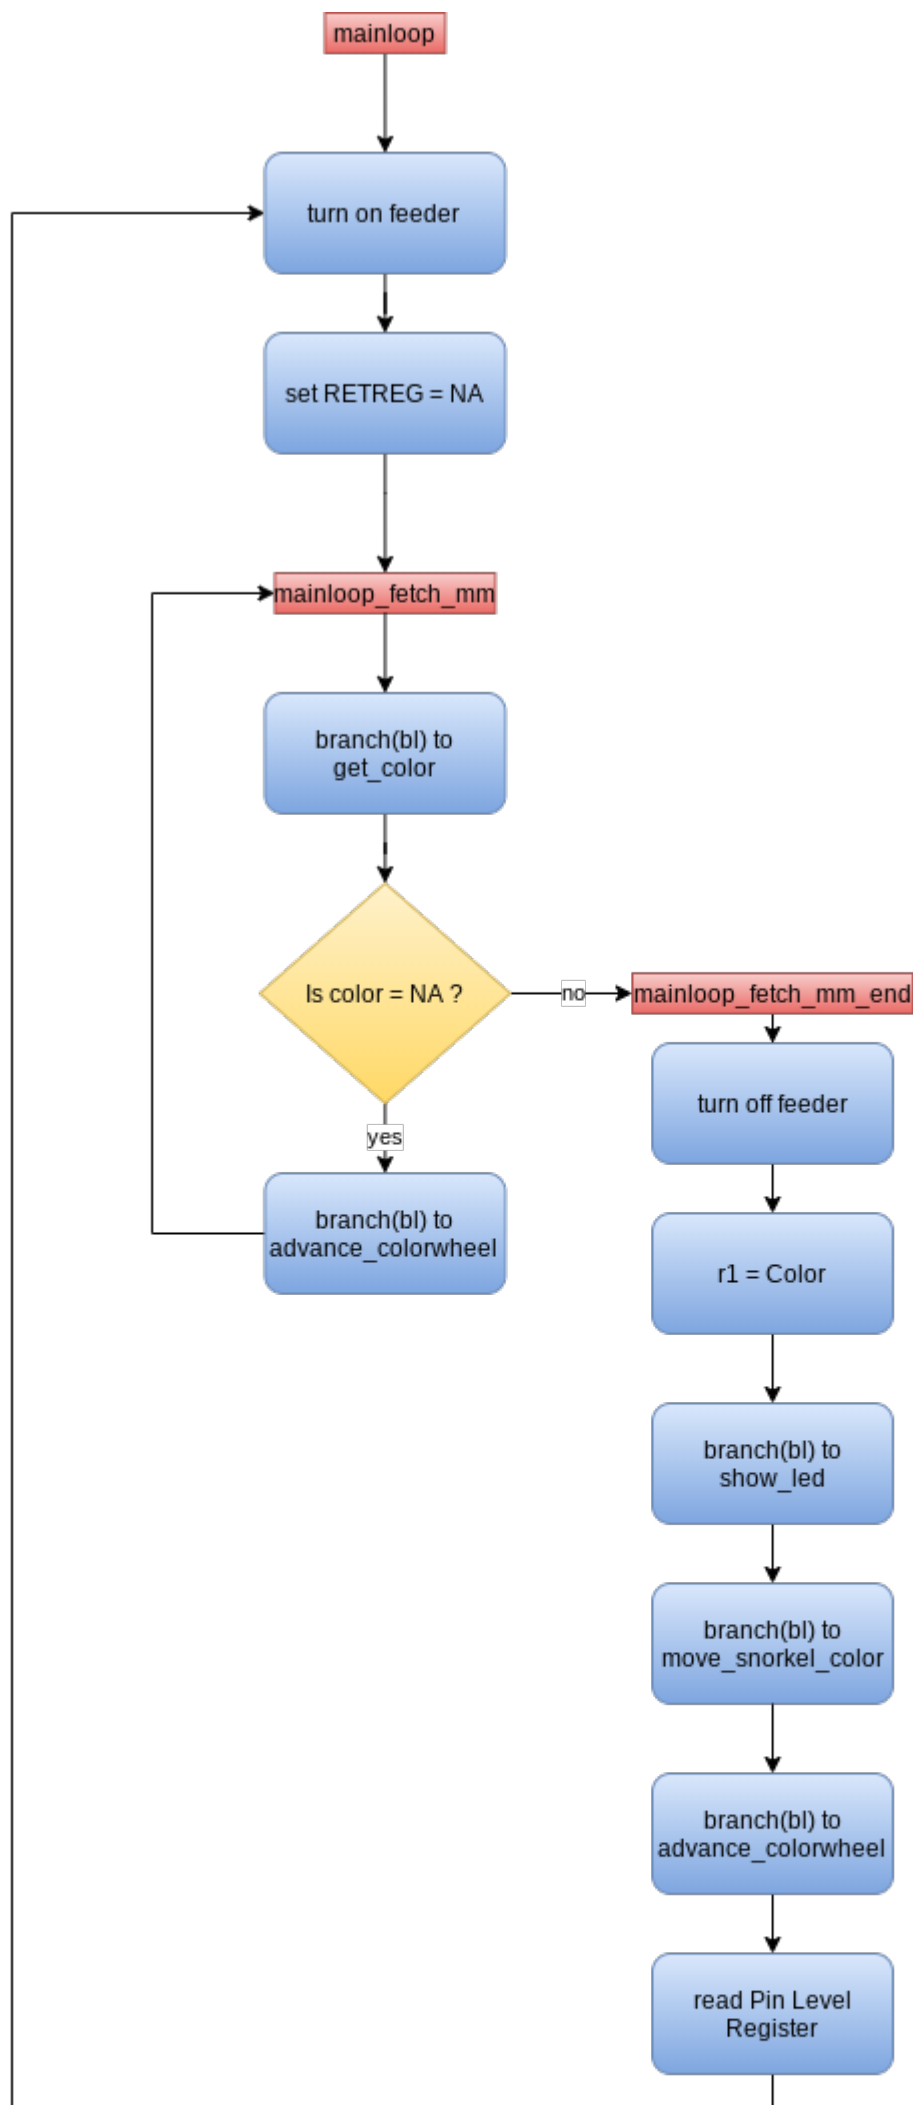 mainloop
turn on feeder
set RETREG = NA
mainloop_fetch_mm
branch(bl) to
get_color
Is color = NA ?
no
mainloop_fetch_mm_end
turn off feeder
yes
branch(bl) to
advance_colorwheel
r1 = Color
branch(bl) to
show_led
branch(bl) to
move_snorkel_color
branch(bl) to
advance_colorwheel
read Pin Level
Register